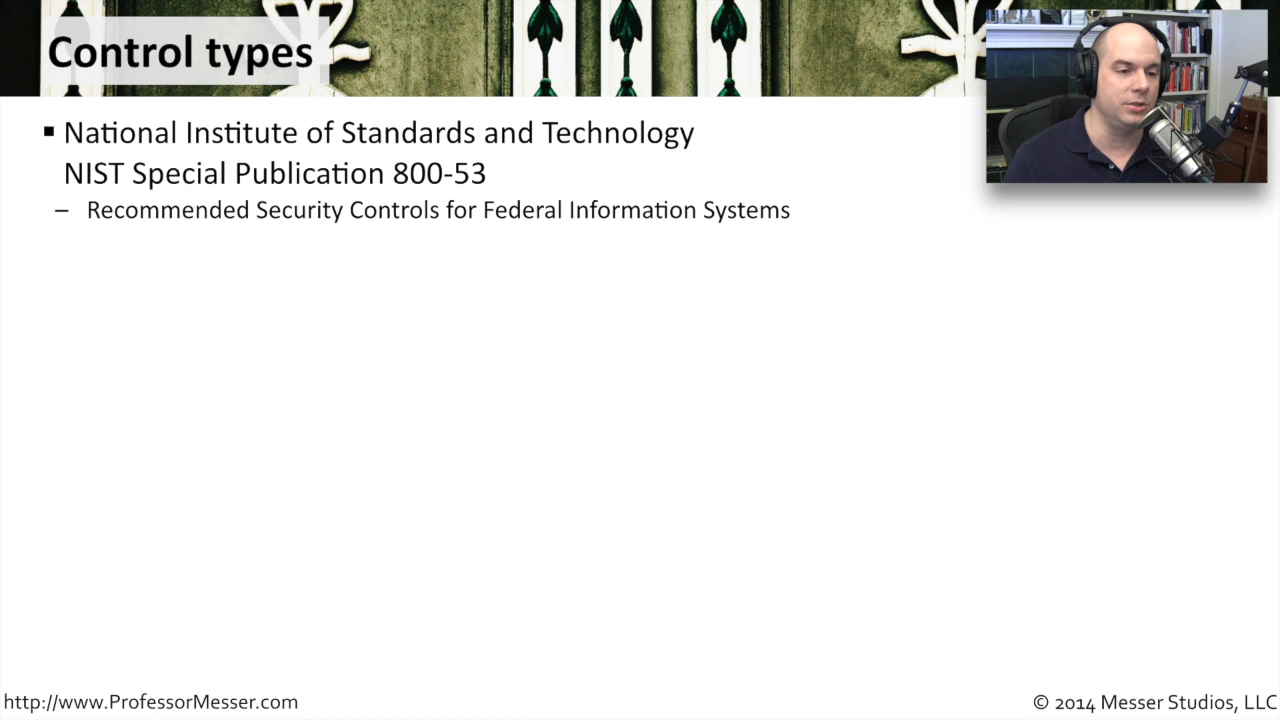 Control types
▪ National Institute of Standards and Technology
NIST Special Publication 800-53
– Recommended Security Controls for Federal Information Systems
http://www.ProfessorMesser.com
© 2014 Messer Studios, LLC